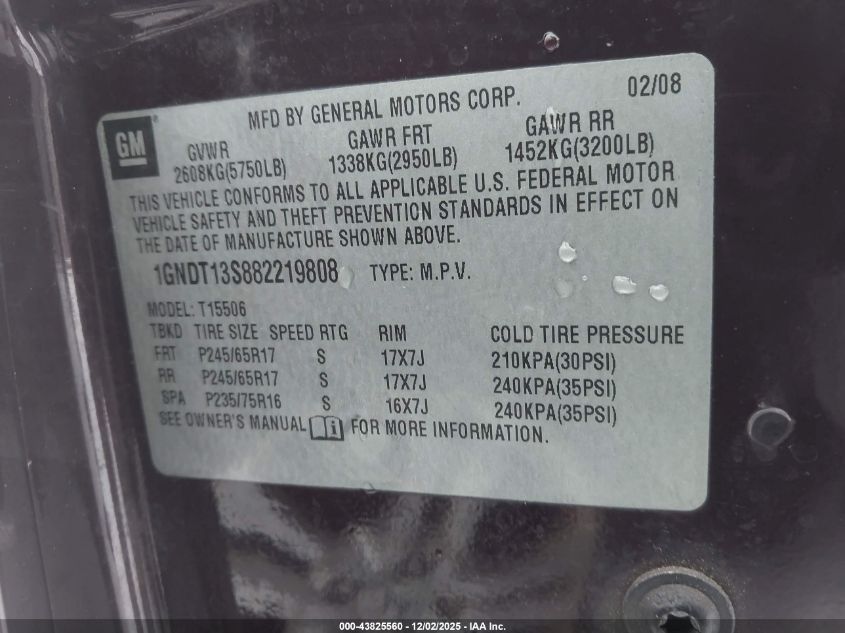 GM
MFD BY GENERAL MOTORS CORP. 02/08
GVWR GAWR FRT GAWR RR
2608KG(5750LB) 1338KG(2950LB) 1452KG(3200LB)
THIS VEHICLE CONFORMS TO ALL APPLICABLE U.S. FEDERAL MOTOR
VEHICLE SAFETY AND THEFT PREVENTION STANDARDS IN EFFECT ON
THE DATE OF MANUFACTURE SHOWN ABOVE.
1GNDT13S882219808 TYPE: M.P.V.
MODEL: T15506
TBKD TIRE SIZE SPEED RTG RIM COLD TIRE PRESSURE
FRT P245/65R17 S 17X7J 210KPA(30PSI)
RR P245/65R17 S 17X7J 240KPA(35PSI)
SPA P235/75R16 S 16X7J 240KPA(35PSI)
SEE OWNER'S MANUAL FOR MORE INFORMATION.
000-43825560 - 12/02/2025 - IAA Inc.